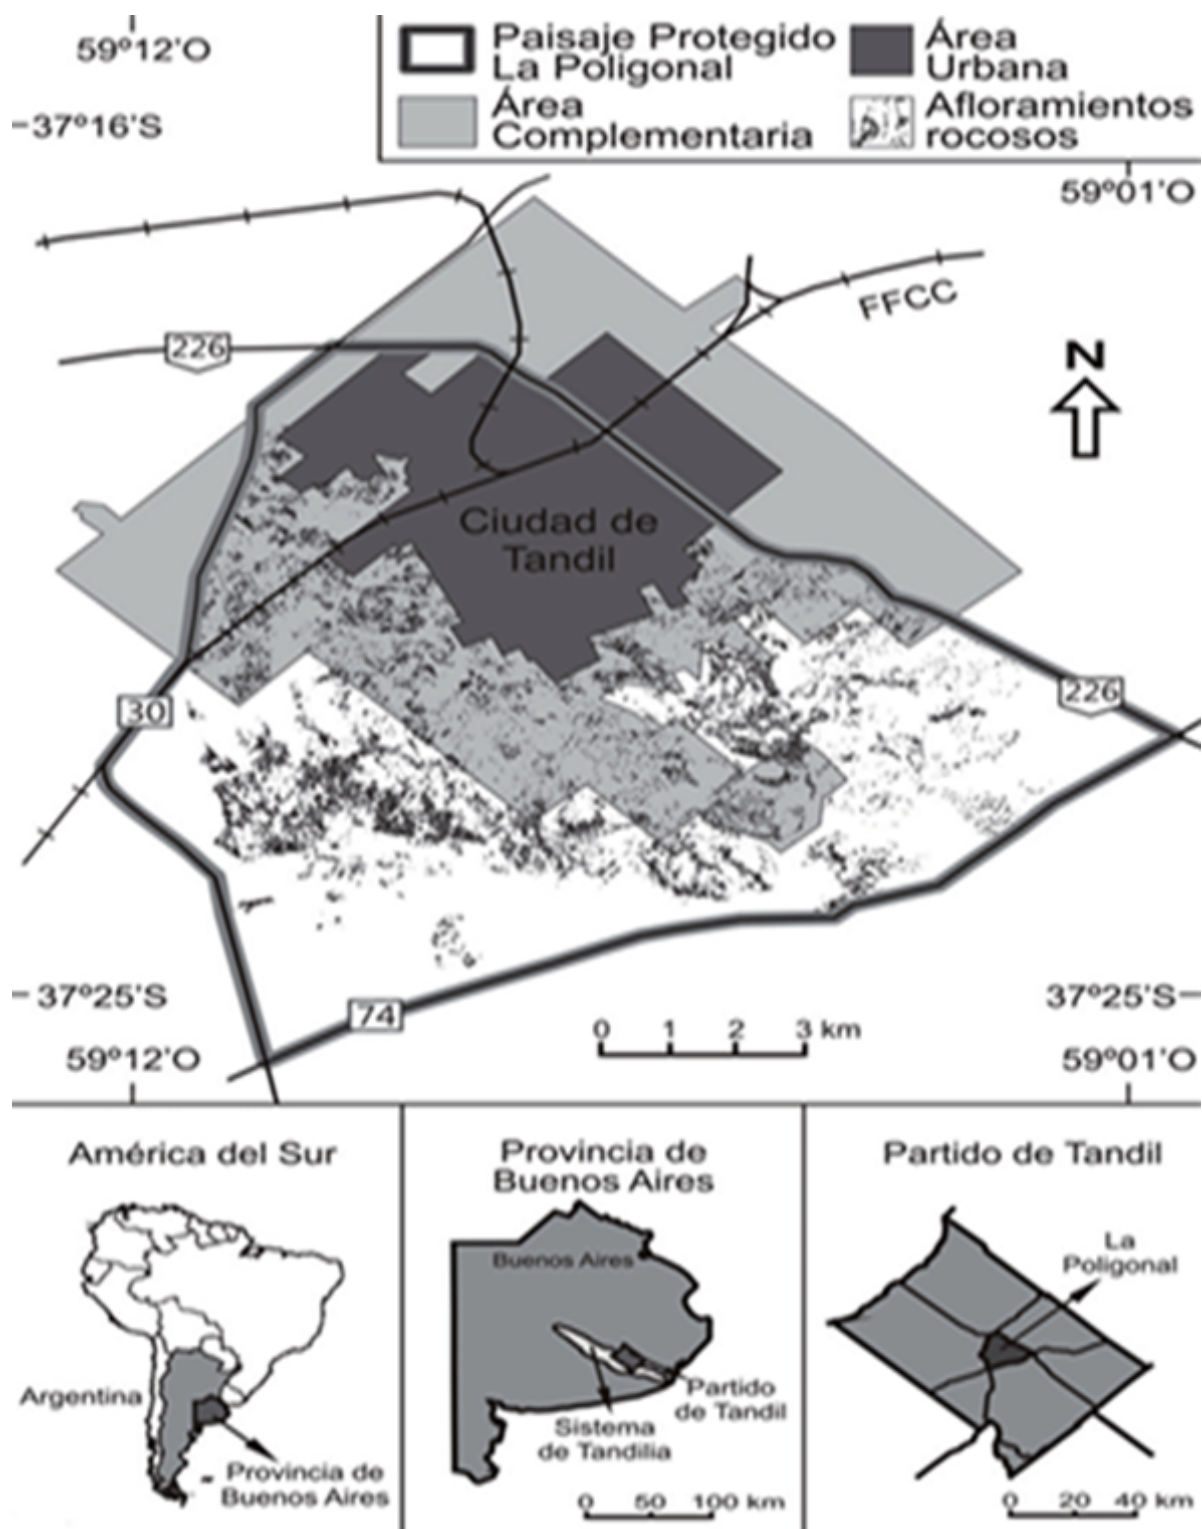 59º12'O
Paisaje Protegido
La Poligonal
Área
Urbana
Área
Complementaria
Afloramientos
rocosos
37º16'S
59º01'O
FFCC
226
N
Ciudad de
Tandil
30
226
37º25'S
37º25'S
74
0 1 2 3 km
59º12'O
59º01'O
América del Sur
Argentina
Provincia de
Buenos Aires
Provincia de
Buenos Aires
Buenos Aires
Partido
de Tandil
Sistema
de Tandilia
0 50 100 km
Partido de Tandil
La
Poligonal
0 20 40 km